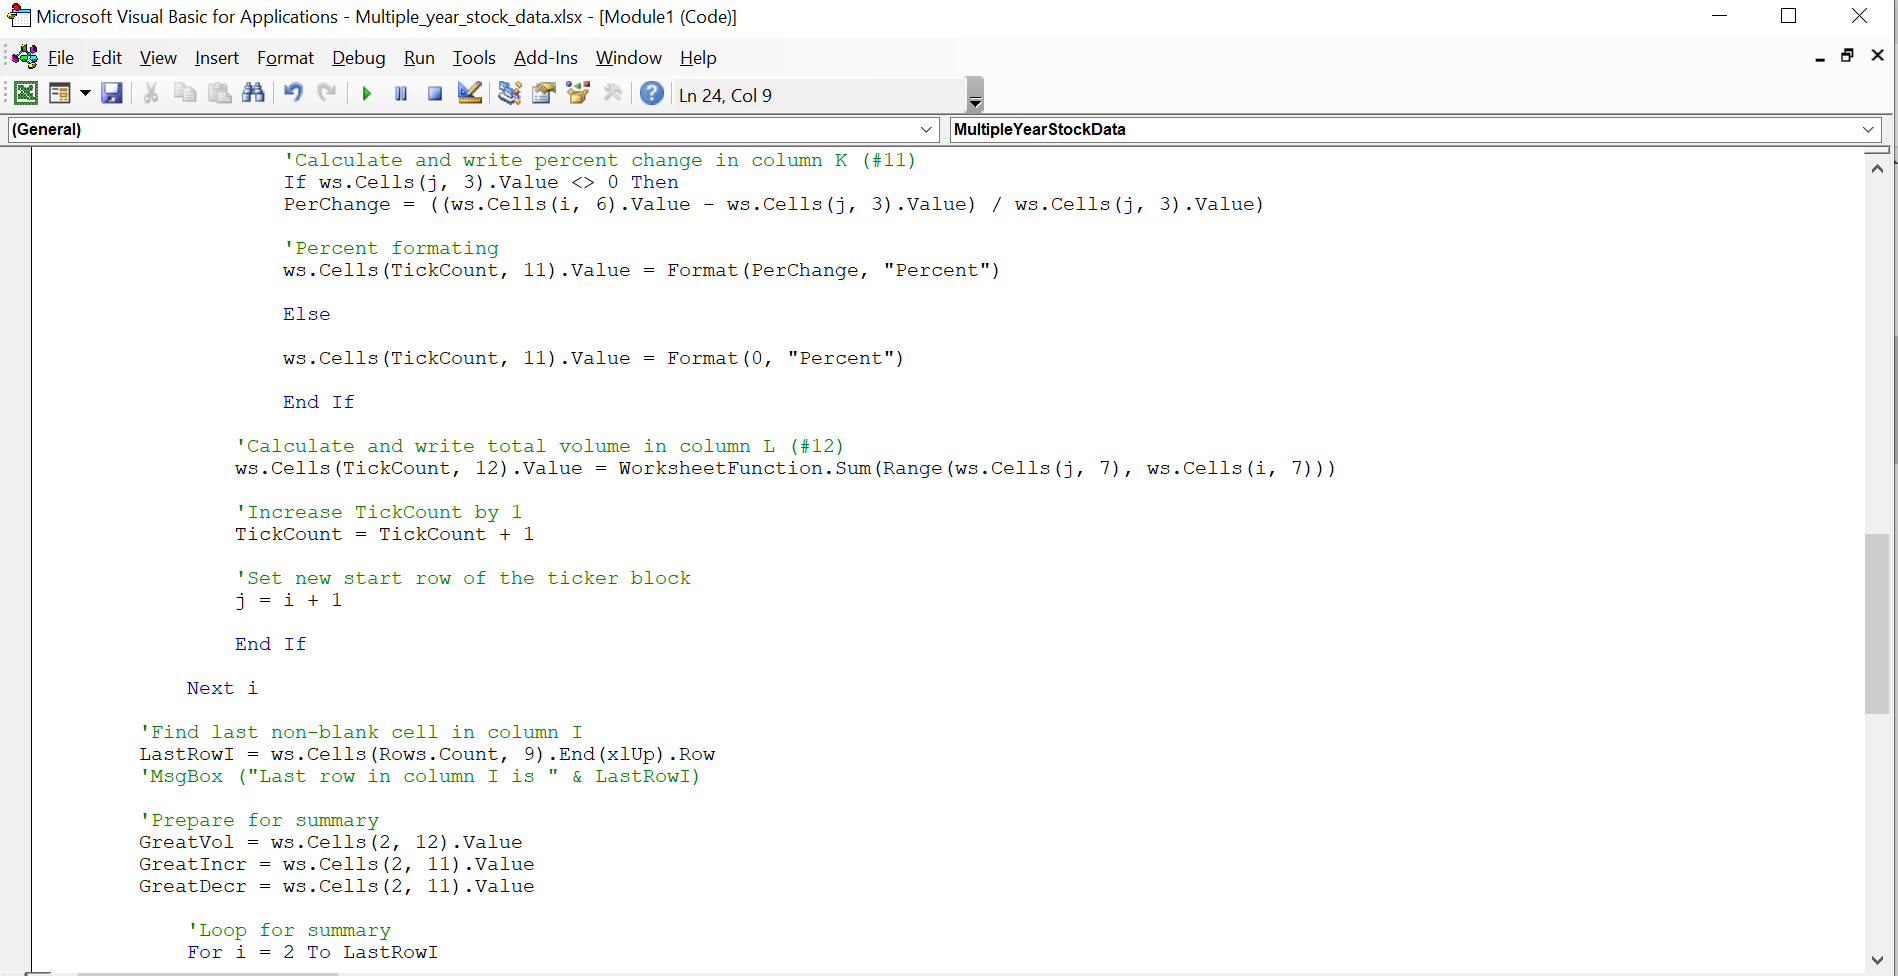 Microsoft Visual Basic for Applications - Multiple_year_stock_data.xlsx - [Module1 (Code)]
File Edit View Insert Format Debug Run Tools Add-Ins Window Help
Ln 24, Col 9
(General) MultipleYearStockData
'Calculate and write percent change in column K (#11)
If ws.Cells(j, 3).Value <> 0 Then
PerChange = ((ws.Cells(i, 6).Value - ws.Cells(j, 3).Value) / ws.Cells(j, 3).Value)
'Percent formating
ws.Cells(TickCount, 11).Value = Format(PerChange, "Percent")
Else
ws.Cells(TickCount, 11).Value = Format(0, "Percent")
End If
'Calculate and write total volume in column L (#12)
ws.Cells(TickCount, 12).Value = WorksheetFunction.Sum(Range(ws.Cells(j, 7), ws.Cells(i, 7)))
'Increase TickCount by 1
TickCount = TickCount + 1
'Set new start row of the ticker block
j = i + 1
End If
Next i
'Find last non-blank cell in column I
LastRowI = ws.Cells(Rows.Count, 9).End(xlUp).Row
'MsgBox ("Last row in column I is " & LastRowI)
'Prepare for summary
GreatVol = ws.Cells(2, 12).Value
GreatIncr = ws.Cells(2, 11).Value
GreatDecr = ws.Cells(2, 11).Value
'Loop for summary
For i = 2 To LastRowI